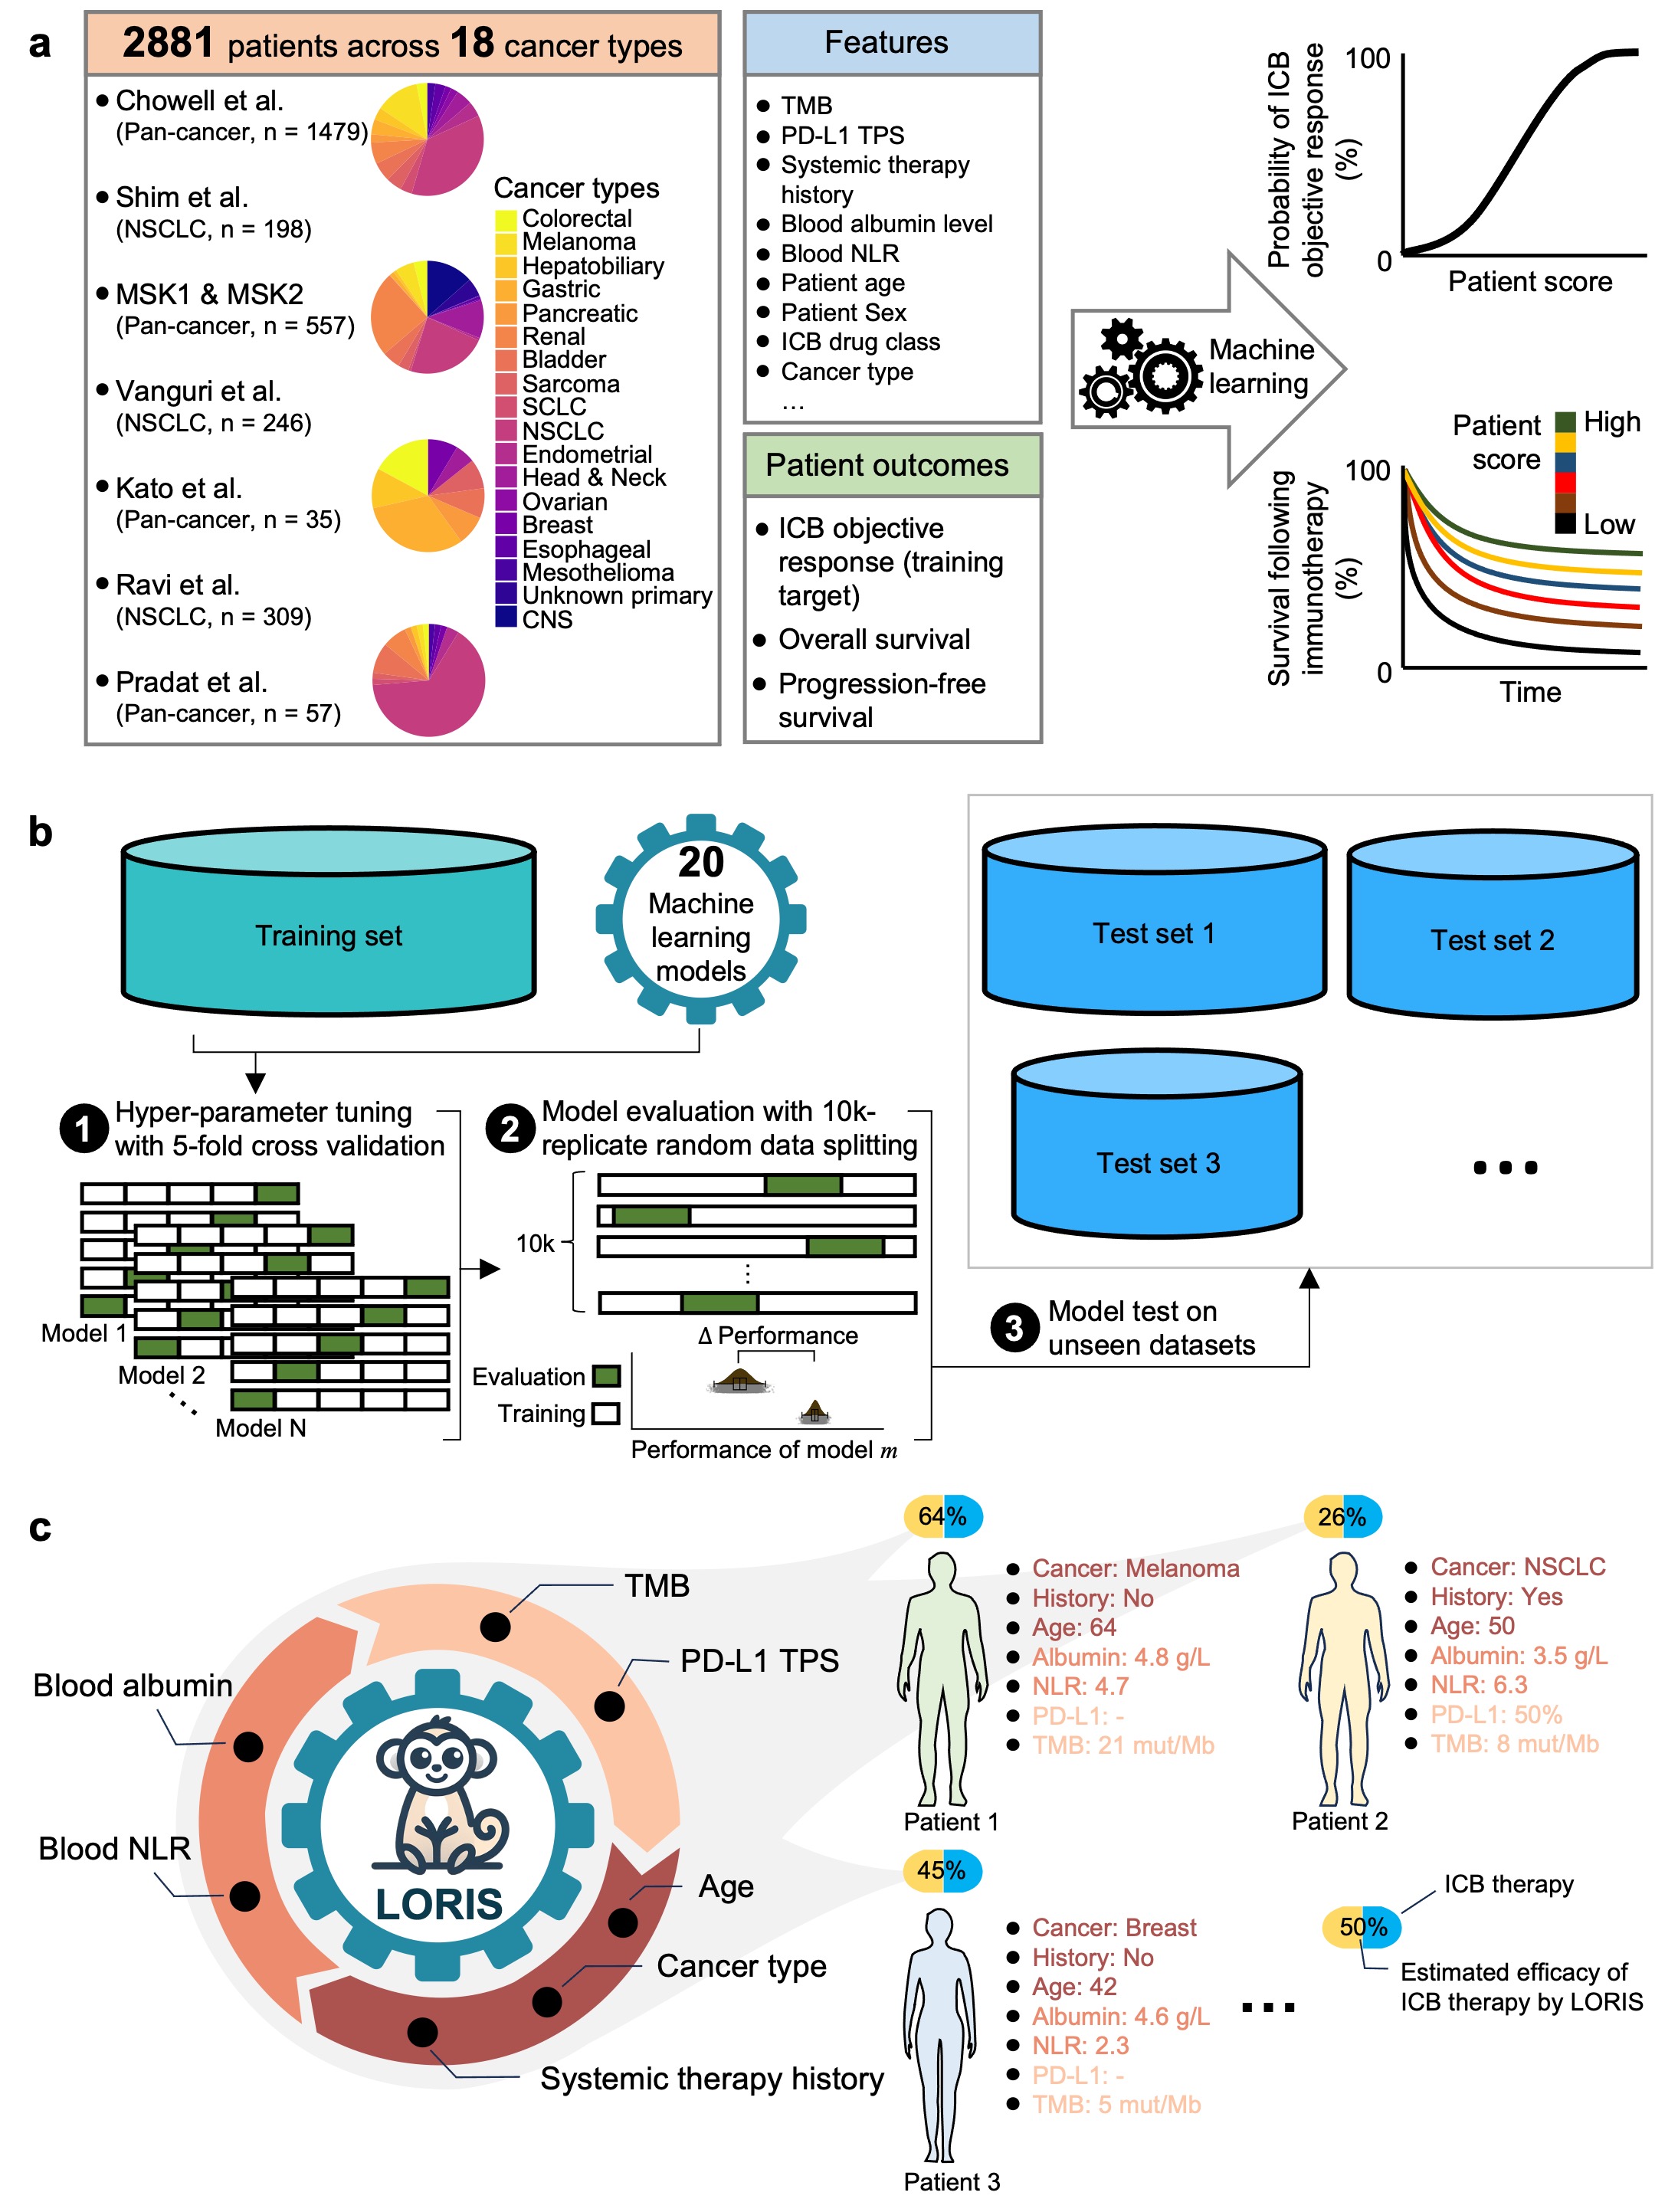 a
2881 patients across 18 cancer types
• Chowell et al.
(Pan-cancer, n = 1479)
• Shim et al.
(NSCLC, n = 198)
• MSK1 & MSK2
(Pan-cancer, n = 557)
• Vanguri et al.
(NSCLC, n = 246)
• Kato et al.
(Pan-cancer, n = 35)
• Ravi et al.
(NSCLC, n = 309)
• Pradat et al.
(Pan-cancer, n = 57)
Cancer types
Colorectal
Melanoma
Hepatobiliary
Gastric
Pancreatic
Renal
Bladder
Sarcoma
SCLC
NSCLC
Endometrial
Head & Neck
Ovarian
Breast
Esophageal
Mesothelioma
Unknown primary
CNS
Features
• TMB
• PD-L1 TPS
• Systemic therapy
history
• Blood albumin level
• Blood NLR
• Patient age
• Patient Sex
• ICB drug class
• Cancer type
...
Patient outcomes
• ICB objective
response (training
target)
• Overall survival
• Progression-free
survival
Machine
learning
Probability of ICB
objective response
(%)
100
0
Patient score
Patient
score
High
Low
Survival following
immunotherapy
(%)
100
0
Time
b
Training set
20
Machine
learning
models
Test set 1
Test set 2
Test set 3
...
1
Hyper-parameter tuning
with 5-fold cross validation
Model 1
Model 2
Model N
2
Model evaluation with 10k-
replicate random data splitting
10k
Δ Performance
Evaluation
Training
Performance of model m
3
Model test on
unseen datasets
c
TMB
PD-L1 TPS
Blood albumin
Blood NLR
Age
Cancer type
Systemic therapy history
LORIS
64%
• Cancer: Melanoma
• History: No
• Age: 64
• Albumin: 4.8 g/L
• NLR: 4.7
• PD-L1: -
• TMB: 21 mut/Mb
Patient 1
26%
• Cancer: NSCLC
• History: Yes
• Age: 50
• Albumin: 3.5 g/L
• NLR: 6.3
• PD-L1: 50%
• TMB: 8 mut/Mb
Patient 2
45%
• Cancer: Breast
• History: No
• Age: 42
• Albumin: 4.6 g/L
• NLR: 2.3
• PD-L1: -
• TMB: 5 mut/Mb
Patient 3
...
50%
ICB therapy
Estimated efficacy of
ICB therapy by LORIS